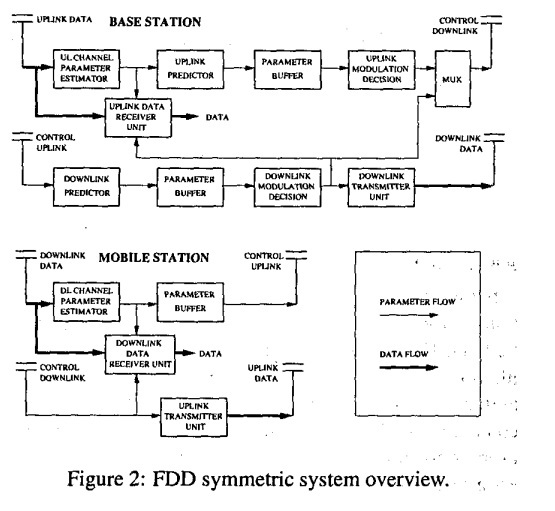 UPLINK DATA
BASE STATION
CONTROL
DOWNLINK
UL CHANNEL
PARAMETER
ESTIMATOR
UPLINK
PREDICTOR
PARAMETER
BUFFER
UPLINK
MODULATION
DECISION
MUX
UPLINK DATA
RECEIVER
UNIT
DATA
CONTROL
UPLINK
DOWNLINK
DATA
DOWNLINK
PREDICTOR
PARAMETER
BUFFER
DOWNLINK
MODULATION
DECISION
DOWNLINK
TRANSMITTER
UNIT
DOWNLINK
DATA
MOBILE STATION
CONTROL
UPLINK
DL CHANNEL
PARAMETER
ESTIMATOR
PARAMETER
BUFFER
DOWNLINK
DATA
RECEIVER UNIT
DATA
CONTROL
DOWNLINK
UPLINK
DATA
UPLINK
TRANSMITTER
UNIT
PARAMETER FLOW
DATA FLOW
Figure 2: FDD symmetric system overview.